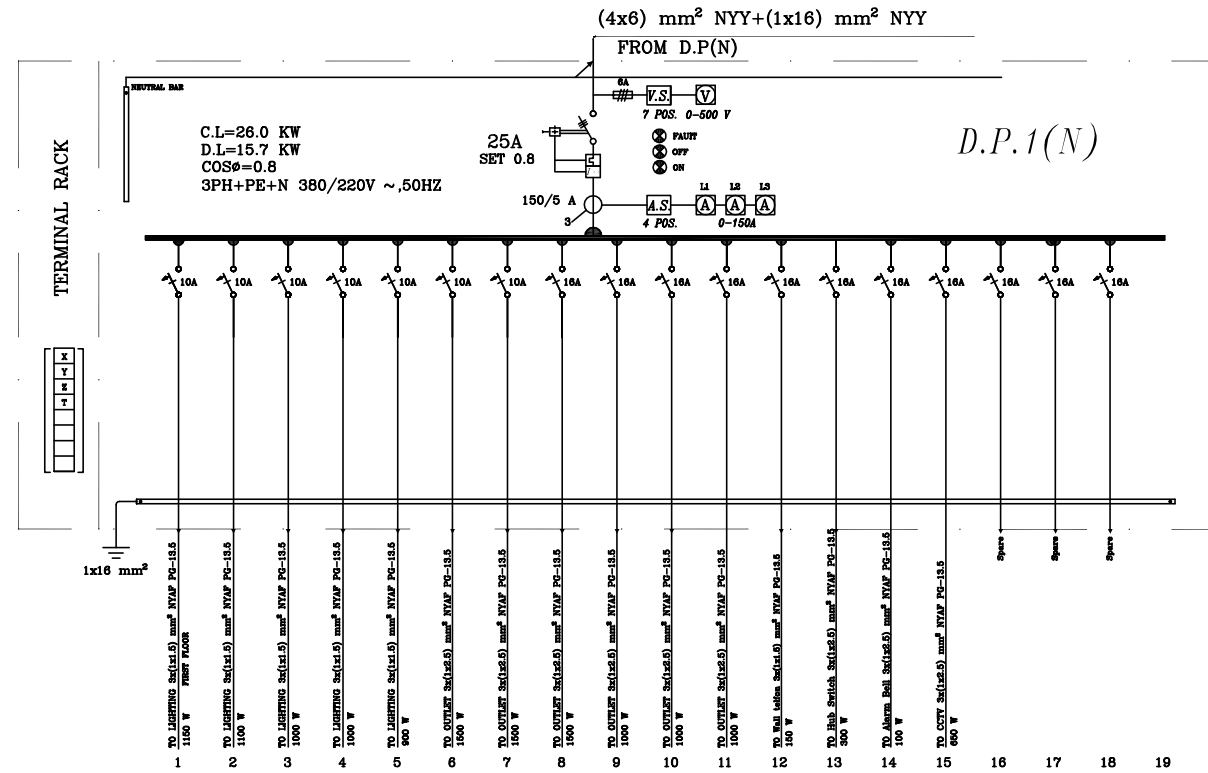 (4x6) mm² NYY+(1x16) mm² NYY
FROM D.P(N)
NEUTRAL BAR
6A
V.S.
V
7 POS. 0-500 V
D.P.1(N)
C.L=26.0 KW
D.L=15.7 KW
COSø=0.8
3PH+PE+N 380/220V ~,50HZ
25A
SET 0.8
FAUIT
OFF
ON
TERMINAL RACK
150/5 A
3
A.S.
4 POS.
L1 L2 L3
A A A
0-150A
10A 10A 10A 10A 10A 10A 10A 16A 16A 16A 16A 16A 16A 16A 16A 16A 16A 16A
X
Y
Z
T
1x16 mm²
TO LIGHTING 3x(1x1.5) mm² NYAF PG-13.5
1150 W FIRST FLOOR
TO LIGHTING 3x(1x1.5) mm² NYAF PG-13.5
1100 W
TO LIGHTING 3x(1x1.5) mm² NYAF PG-13.5
1000 W
TO LIGHTING 3x(1x1.5) mm² NYAF PG-13.5
1000 W
TO LIGHTING 3x(1x1.5) mm² NYAF PG-13.5
900 W
TO OUTLET 3x(1x2.5) mm² NYAF PG-13.5
1500 W
TO OUTLET 3x(1x2.5) mm² NYAF PG-13.5
1500 W
TO OUTLET 3x(1x2.5) mm² NYAF PG-13.5
1500 W
TO OUTLET 3x(1x2.5) mm² NYAF PG-13.5
1000 W
TO OUTLET 3x(1x2.5) mm² NYAF PG-13.5
1000 W
TO OUTLET 3x(1x2.5) mm² NYAF PG-13.5
1000 W
TO Wall telfon 3x(1x1.5) mm² NYAF PG-13.5
150 W
TO Hub Switch 3x(1x2.5) mm² NYAF PG-13.5
300 W
TO Alarm Bell 3x(1x2.5) mm² NYAF PG-13.5
100 W
TO CCTV 3x(1x2.5) mm² NYAF PG-13.5
650 W
Spare
Spare
Spare
1 2 3 4 5 6 7 8 9 10 11 12 13 14 15 16 17 18 19